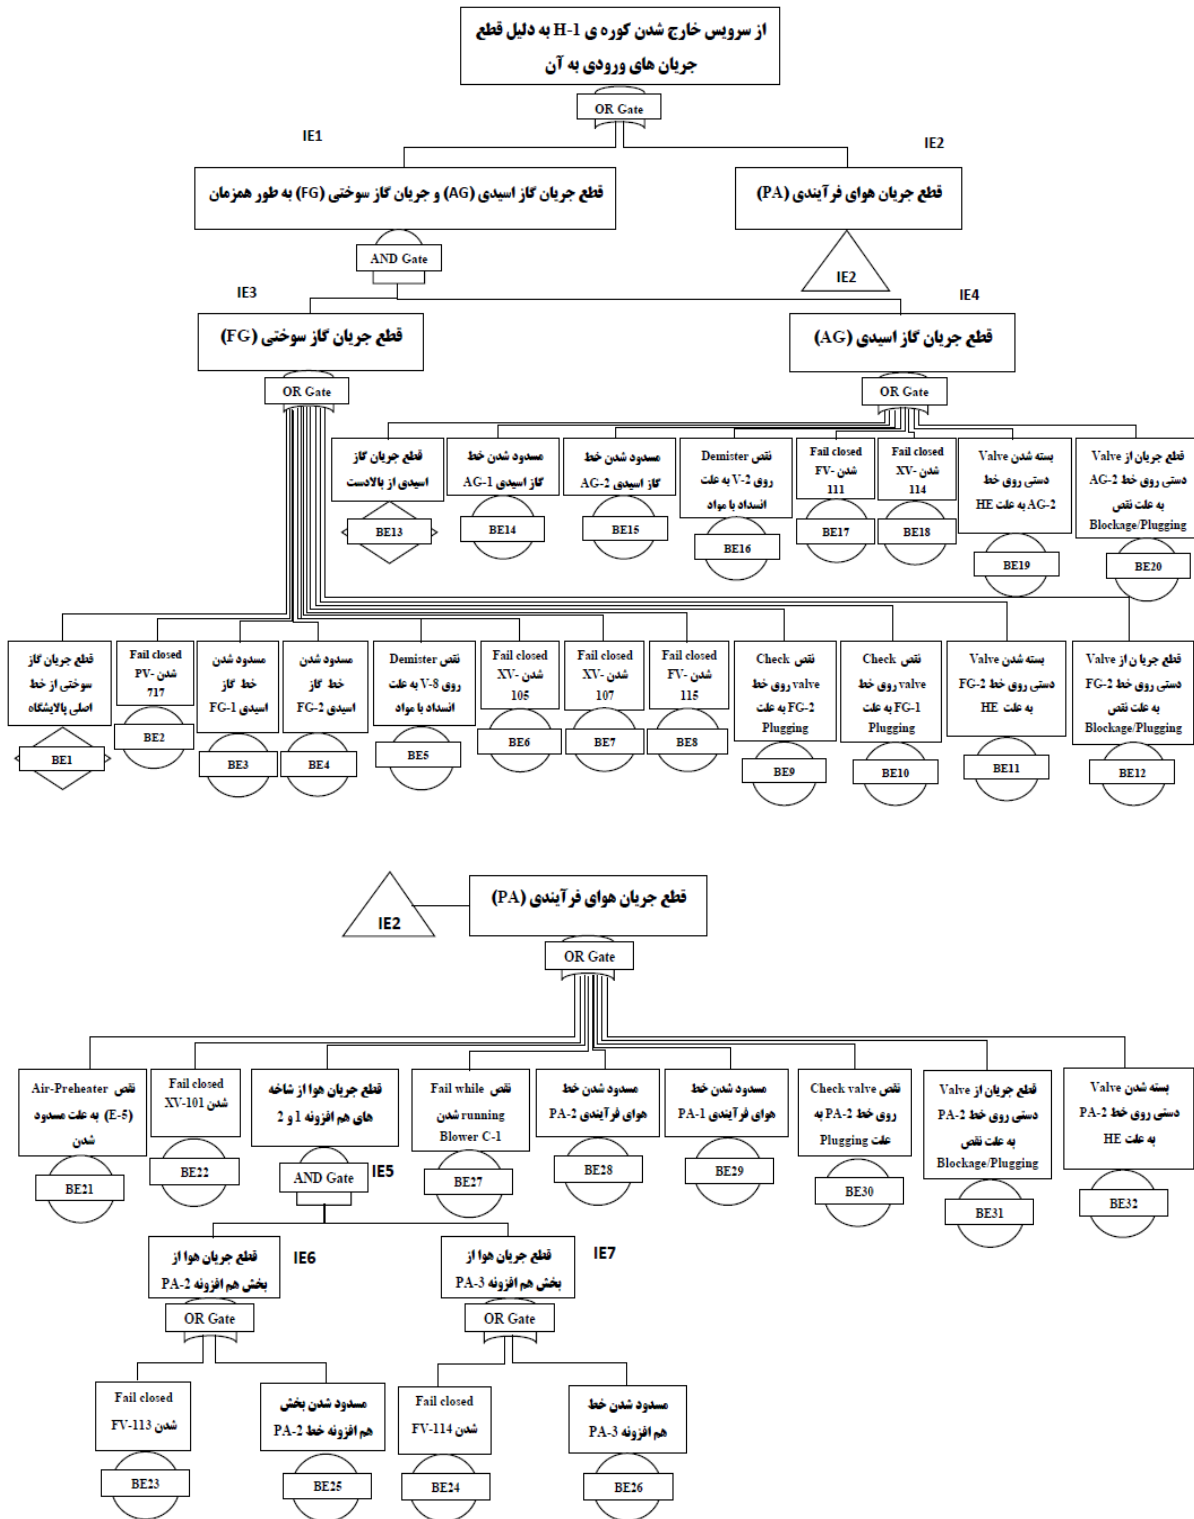 از سرویس خارج شدن کوره ی H-1 به دلیل قطع
جریان های ورودی به آن
OR Gate
IE1
IE2
قطع جریان گاز اسیدی (AG) و جریان گاز سوختی (FG) به طور همزمان
قطع جریان هوای فرآیندی (PA)
AND Gate
IE2
IE3
IE4
قطع جریان گاز سوختی (FG)
قطع جریان گاز اسیدی (AG)
OR Gate
OR Gate
قطع جریان گاز
اسیدی از بالادست
BE13
مسدود شدن خط
گاز اسیدی AG-1
BE14
مسدود شدن خط
گاز اسیدی AG-2
BE15
نقص Demister
روی V-2 به علت
انسداد با مواد
BE16
Fail closed
شدن FV-
111
BE17
Fail closed
شدن XV-
114
BE18
بسته شدن Valve
دستی روی خط
AG-2 به علت HE
BE19
قطع جریان از Valve
دستی روی خط AG-2
به علت نقص
Blockage/Plugging
BE20
قطع جریان گاز
سوختی از خط
اصلی پالایشگاه
BE1
Fail closed
شدن PV-
717
BE2
مسدود شدن
خط گاز
اسیدی FG-1
BE3
مسدود شدن
خط گاز
اسیدی FG-2
BE4
نقص Demister
روی V-8 به علت
انسداد با مواد
BE5
Fail closed
شدن XV-
105
BE6
Fail closed
شدن XV-
107
BE7
Fail closed
شدن FV-
115
BE8
نقص Check
valve روی خط
FG-2 به علت
Plugging
BE9
نقص Check
valve روی خط
FG-1 به علت
Plugging
BE10
بسته شدن Valve
دستی روی خط FG-2
به علت HE
BE11
قطع جریا ن از Valve
دستی روی خط FG-2
به علت نقص
Blockage/Plugging
BE12
IE2
قطع جریان هوای فرآیندی (PA)
OR Gate
نقص Air-Preheater
(E-5) به علت مسدود
شدن
BE21
Fail closed
شدن XV-101
BE22
قطع جریان هوا از شاخه
های هم افزونه 1 و 2
AND Gate
IE5
نقص Fail while
شدن running
Blower C-1
BE27
مسدود شدن خط
هوای فرآیندی PA-2
BE28
مسدود شدن خط
هوای فرآیندی PA-1
BE29
نقص Check valve
روی خط PA-2 به
علت Plugging
BE30
قطع جریان از Valve
دستی روی خط PA-2
به علت نقص
Blockage/Plugging
BE31
بسته شدن Valve
دستی روی خط PA-2
به علت HE
BE32
قطع جریان هوا از
بخش هم افزونه PA-2
IE6
قطع جریان هوا از
بخش هم افزونه PA-3
IE7
OR Gate
OR Gate
Fail closed
شدن FV-113
BE23
مسدود شدن بخش
هم افزونه خط PA-2
BE25
Fail closed
شدن FV-114
BE24
مسدود شدن خط
هم افزونه PA-3
BE26